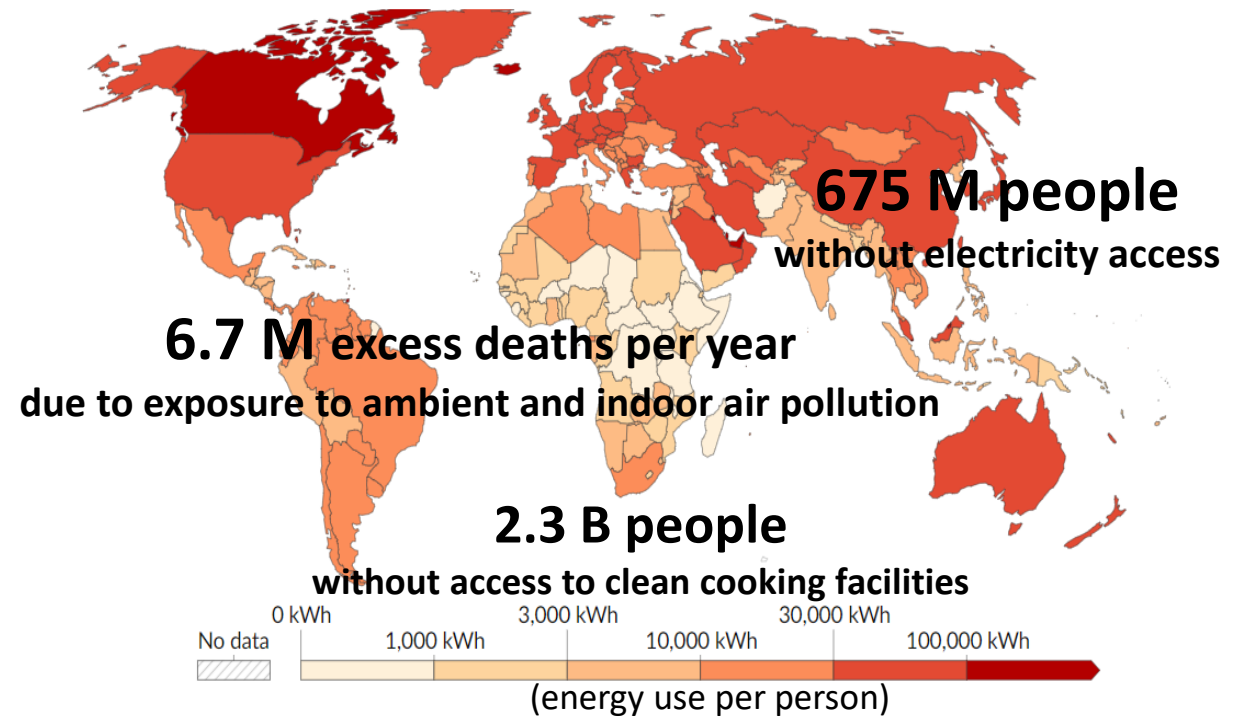 675 M people
without electricity access
6.7 M excess deaths per year
due to exposure to ambient and indoor air pollution
2.3 B people
without access to clean cooking facilities
0 kWh 3,000 kWh 30,000 kWh
No data 1,000 kWh 10,000 kWh 100,000 kWh
(energy use per person)